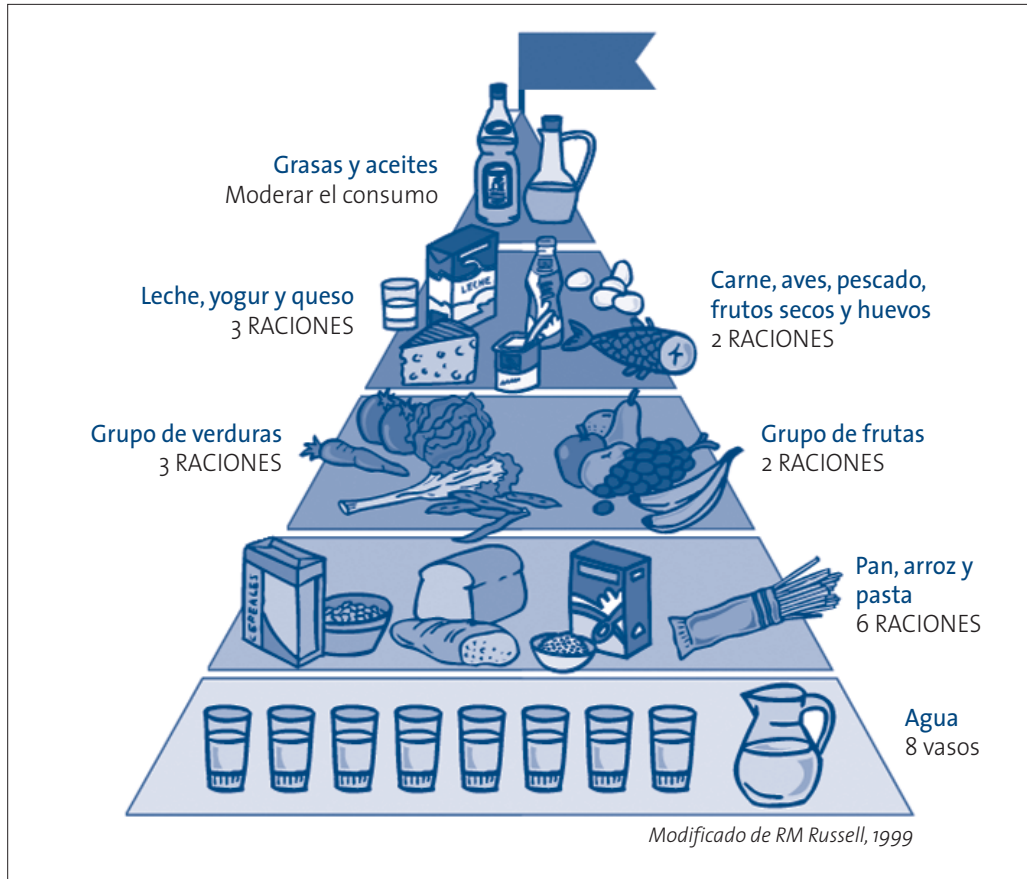 Grasas y aceites
Moderar el consumo
LECHE
Leche, yogur y queso
3 RACIONES
Carne, aves, pescado,
frutos secos y huevos
2 RACIONES
Grupo de verduras
3 RACIONES
Grupo de frutas
2 RACIONES
CEREALES
Pan, arroz y
pasta
6 RACIONES
Agua
8 vasos
Modificado de RM Russell, 1999